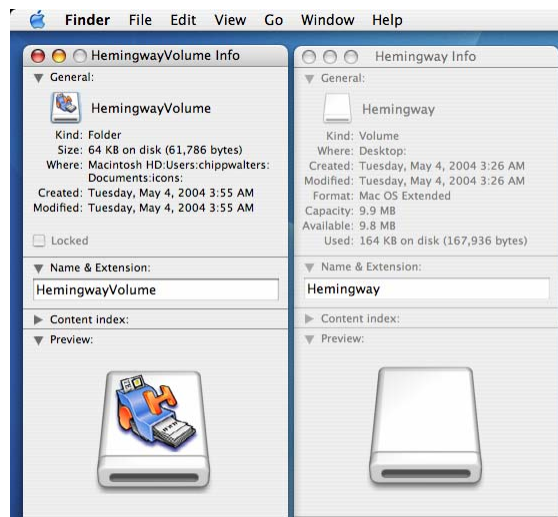 Finder File Edit View Go Window Help
HemingwayVolume Info
General:
HemingwayVolume
Kind: Folder
Size: 64 KB on disk (61,786 bytes)
Where: Macintosh HD:Users:chippwalters:
Documents:icons:
Created: Tuesday, May 4, 2004 3:55 AM
Modified: Tuesday, May 4, 2004 3:55 AM
Locked
Name & Extension:
HemingwayVolume
Content index:
Preview:
Hemingway Info
General:
Hemingway
Kind: Volume
Where: Desktop:
Created: Tuesday, May 4, 2004 3:26 AM
Modified: Tuesday, May 4, 2004 3:26 AM
Format: Mac OS Extended
Capacity: 9.9 MB
Available: 9.8 MB
Used: 164 KB on disk (167,936 bytes)
Name & Extension:
Hemingway
Content index:
Preview: